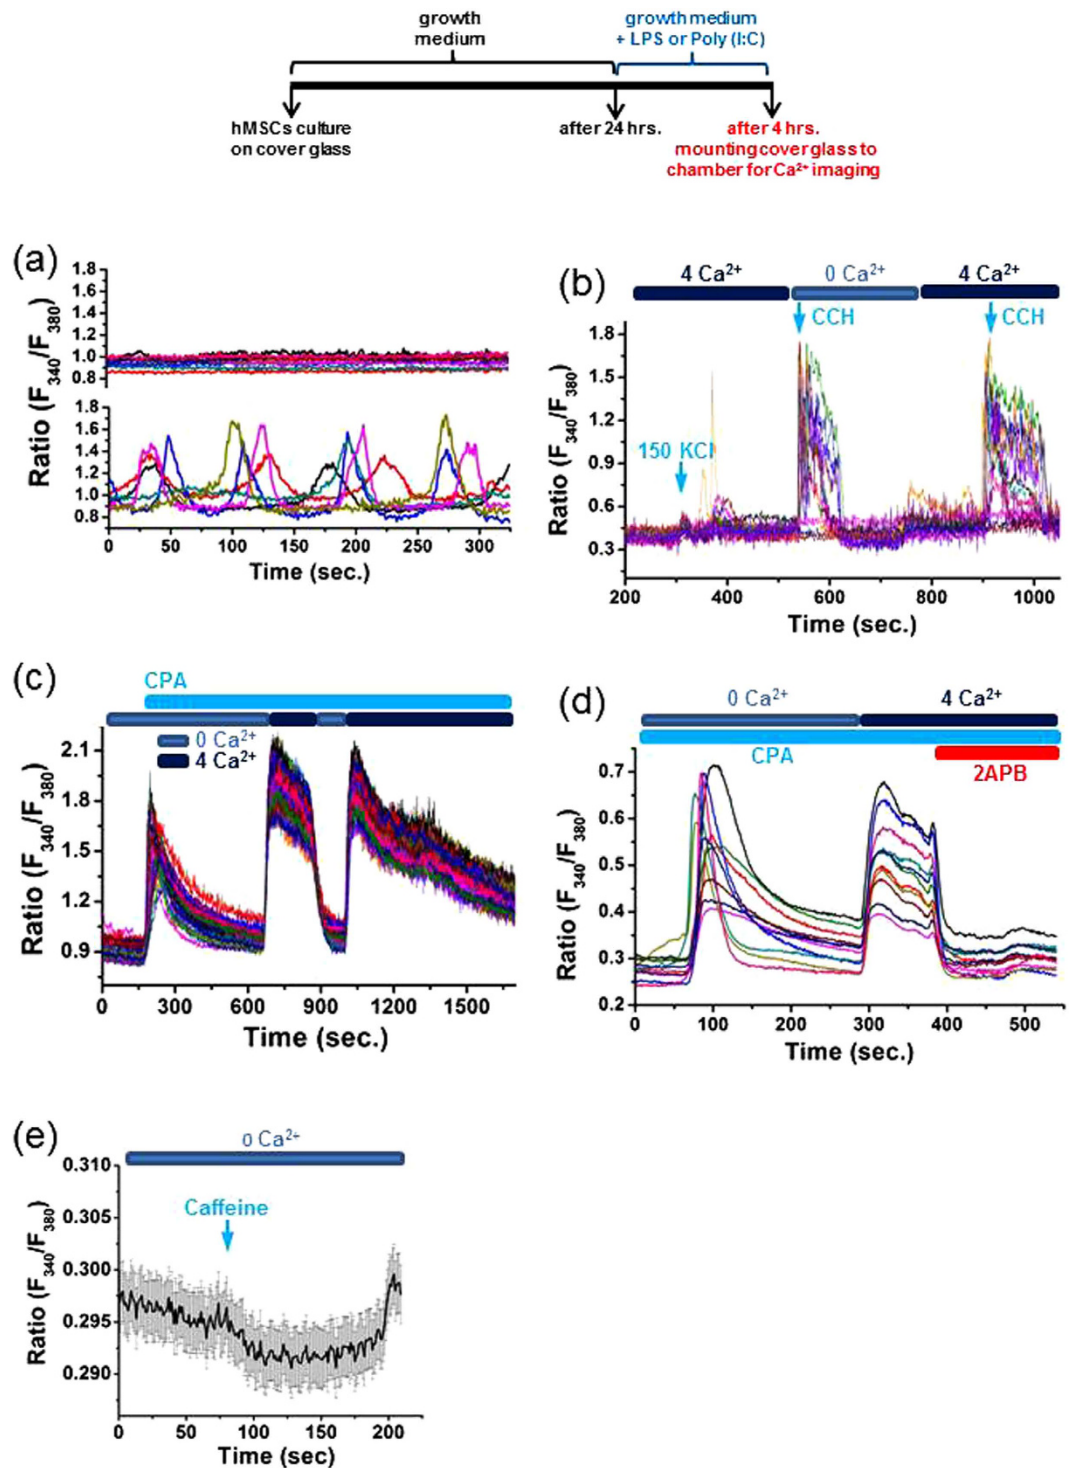 growth
medium
growth medium
+ LPS or Poly (I:C)
hMSCs culture
on cover glass
after 24 hrs.
after 4 hrs.
mounting cover glass to
chamber for Ca²⁺ imaging
(a)
Ratio (F340/F380)
1.8
1.6
1.4
1.2
1.0
0.8
1.8
1.6
1.4
1.2
1.0
0.8
0 50 100 150 200 250 300
Time (sec.)
(b)
4 Ca²⁺ 0 Ca²⁺ 4 Ca²⁺
CCH CCH
150 KCl
Ratio (F340/F380)
1.8
1.5
1.2
0.9
0.6
0.3
200 400 600 800 1000
Time (sec.)
(c)
CPA
0 Ca²⁺
4 Ca²⁺
Ratio (F340/F380)
2.1
1.8
1.5
1.2
0.9
0 300 600 900 1200 1500
Time (sec.)
(d)
0 Ca²⁺ 4 Ca²⁺
CPA
2APB
Ratio (F340/F380)
0.7
0.6
0.5
0.4
0.3
0.2
0 100 200 300 400 500
Time (sec.)
(e)
0 Ca²⁺
Caffeine
Ratio (F340/F380)
0.310
0.305
0.300
0.295
0.290
0 50 100 150 200
Time (sec)